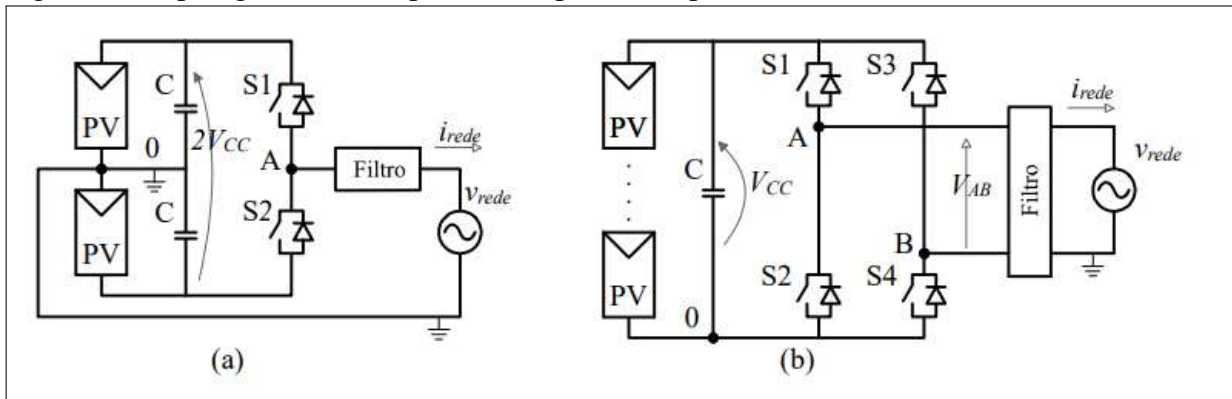 PV
C
S1
2V_CC
0
A
Filtro
i_rede
v_rede
PV
C
S2
(a)
PV
C
V_CC
PV
0
S1
S3
A
V_AB
B
S2
S4
Filtro
i_rede
v_rede
(b)